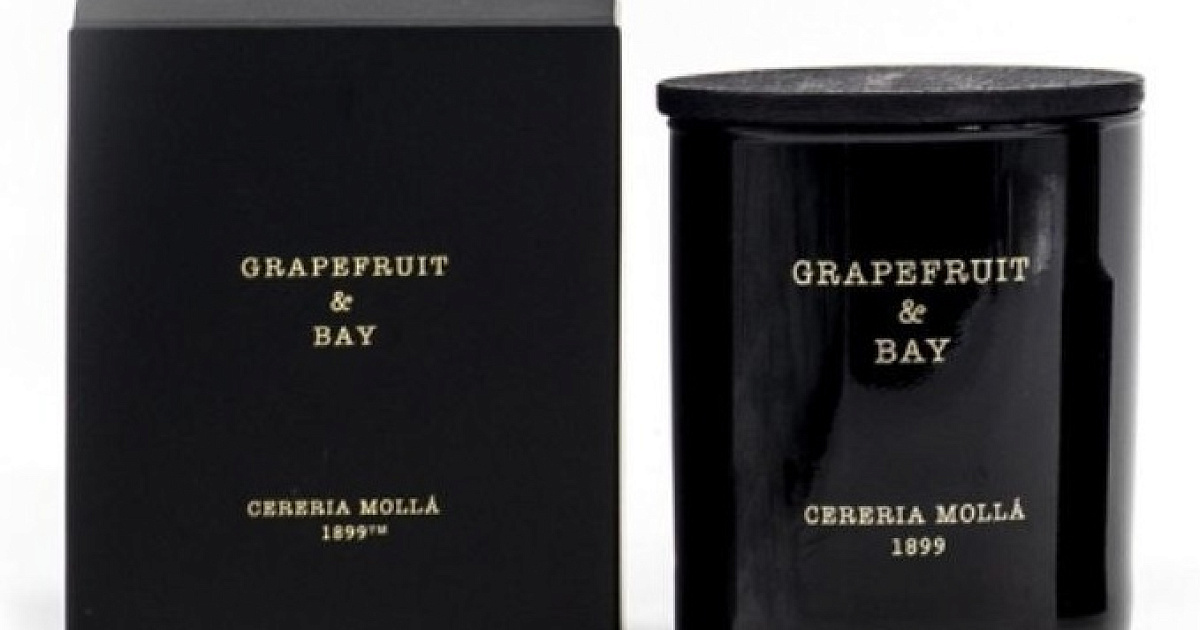 GRAPEFRUIT
&
BAY
CERERIA MOLLÁ
1899™
GRAPEFRUIT
&
BAY
CERERIA MOLLÁ
1899